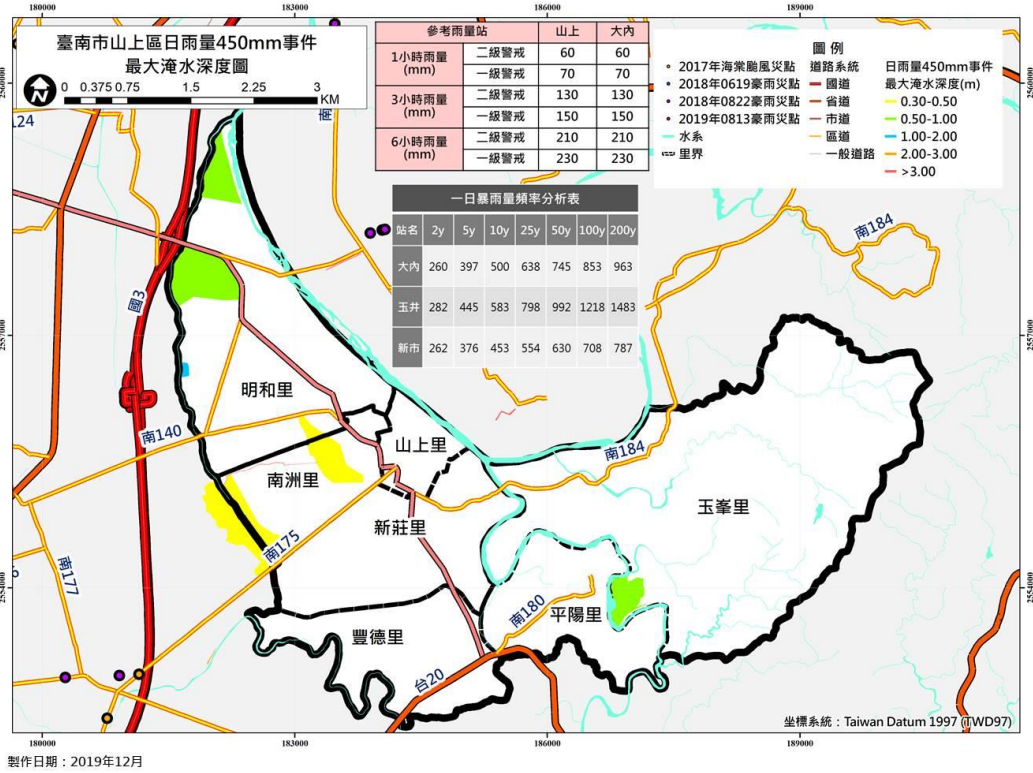 180000 183000 186000 189000
臺南市山上區日雨量450mm事件
最大淹水深度圖
N
0 0.375 0.75 1.5 2.25 3
KM
參考雨量站 山上 大內
1小時雨量(mm) 二級警戒 60 60
一級警戒 70 70
3小時雨量(mm) 二級警戒 130 130
一級警戒 150 150
6小時雨量(mm) 二級警戒 210 210
一級警戒 230 230
圖 例
2017年海棠颱風災點
2018年0619豪雨災點
2018年0822豪雨災點
2019年0813豪雨災點
水系
里界
道路系統
國道
省道
市道
區道
一般道路
日雨量450mm事件
最大淹水深度(m)
0.30-0.50
0.50-1.00
1.00-2.00
2.00-3.00
>3.00
一日暴雨量頻率分析表
站名 2y 5y 10y 25y 50y 100y 200y
大內 260 397 500 638 745 853 963
玉井 282 445 583 798 992 1218 1483
新市 262 376 453 554 630 708 787
2560000
2560000
124
南
南184
國3
2557000
2557000
明和里
南140
山上里
南184
南洲里
玉峯里
新莊里
南175
南177
2554000
2554000
南180
平陽里
豐德里
台20
坐標系統：Taiwan Datum 1997 (TWD97)
180000 183000 186000 189000
製作日期：2019年12月